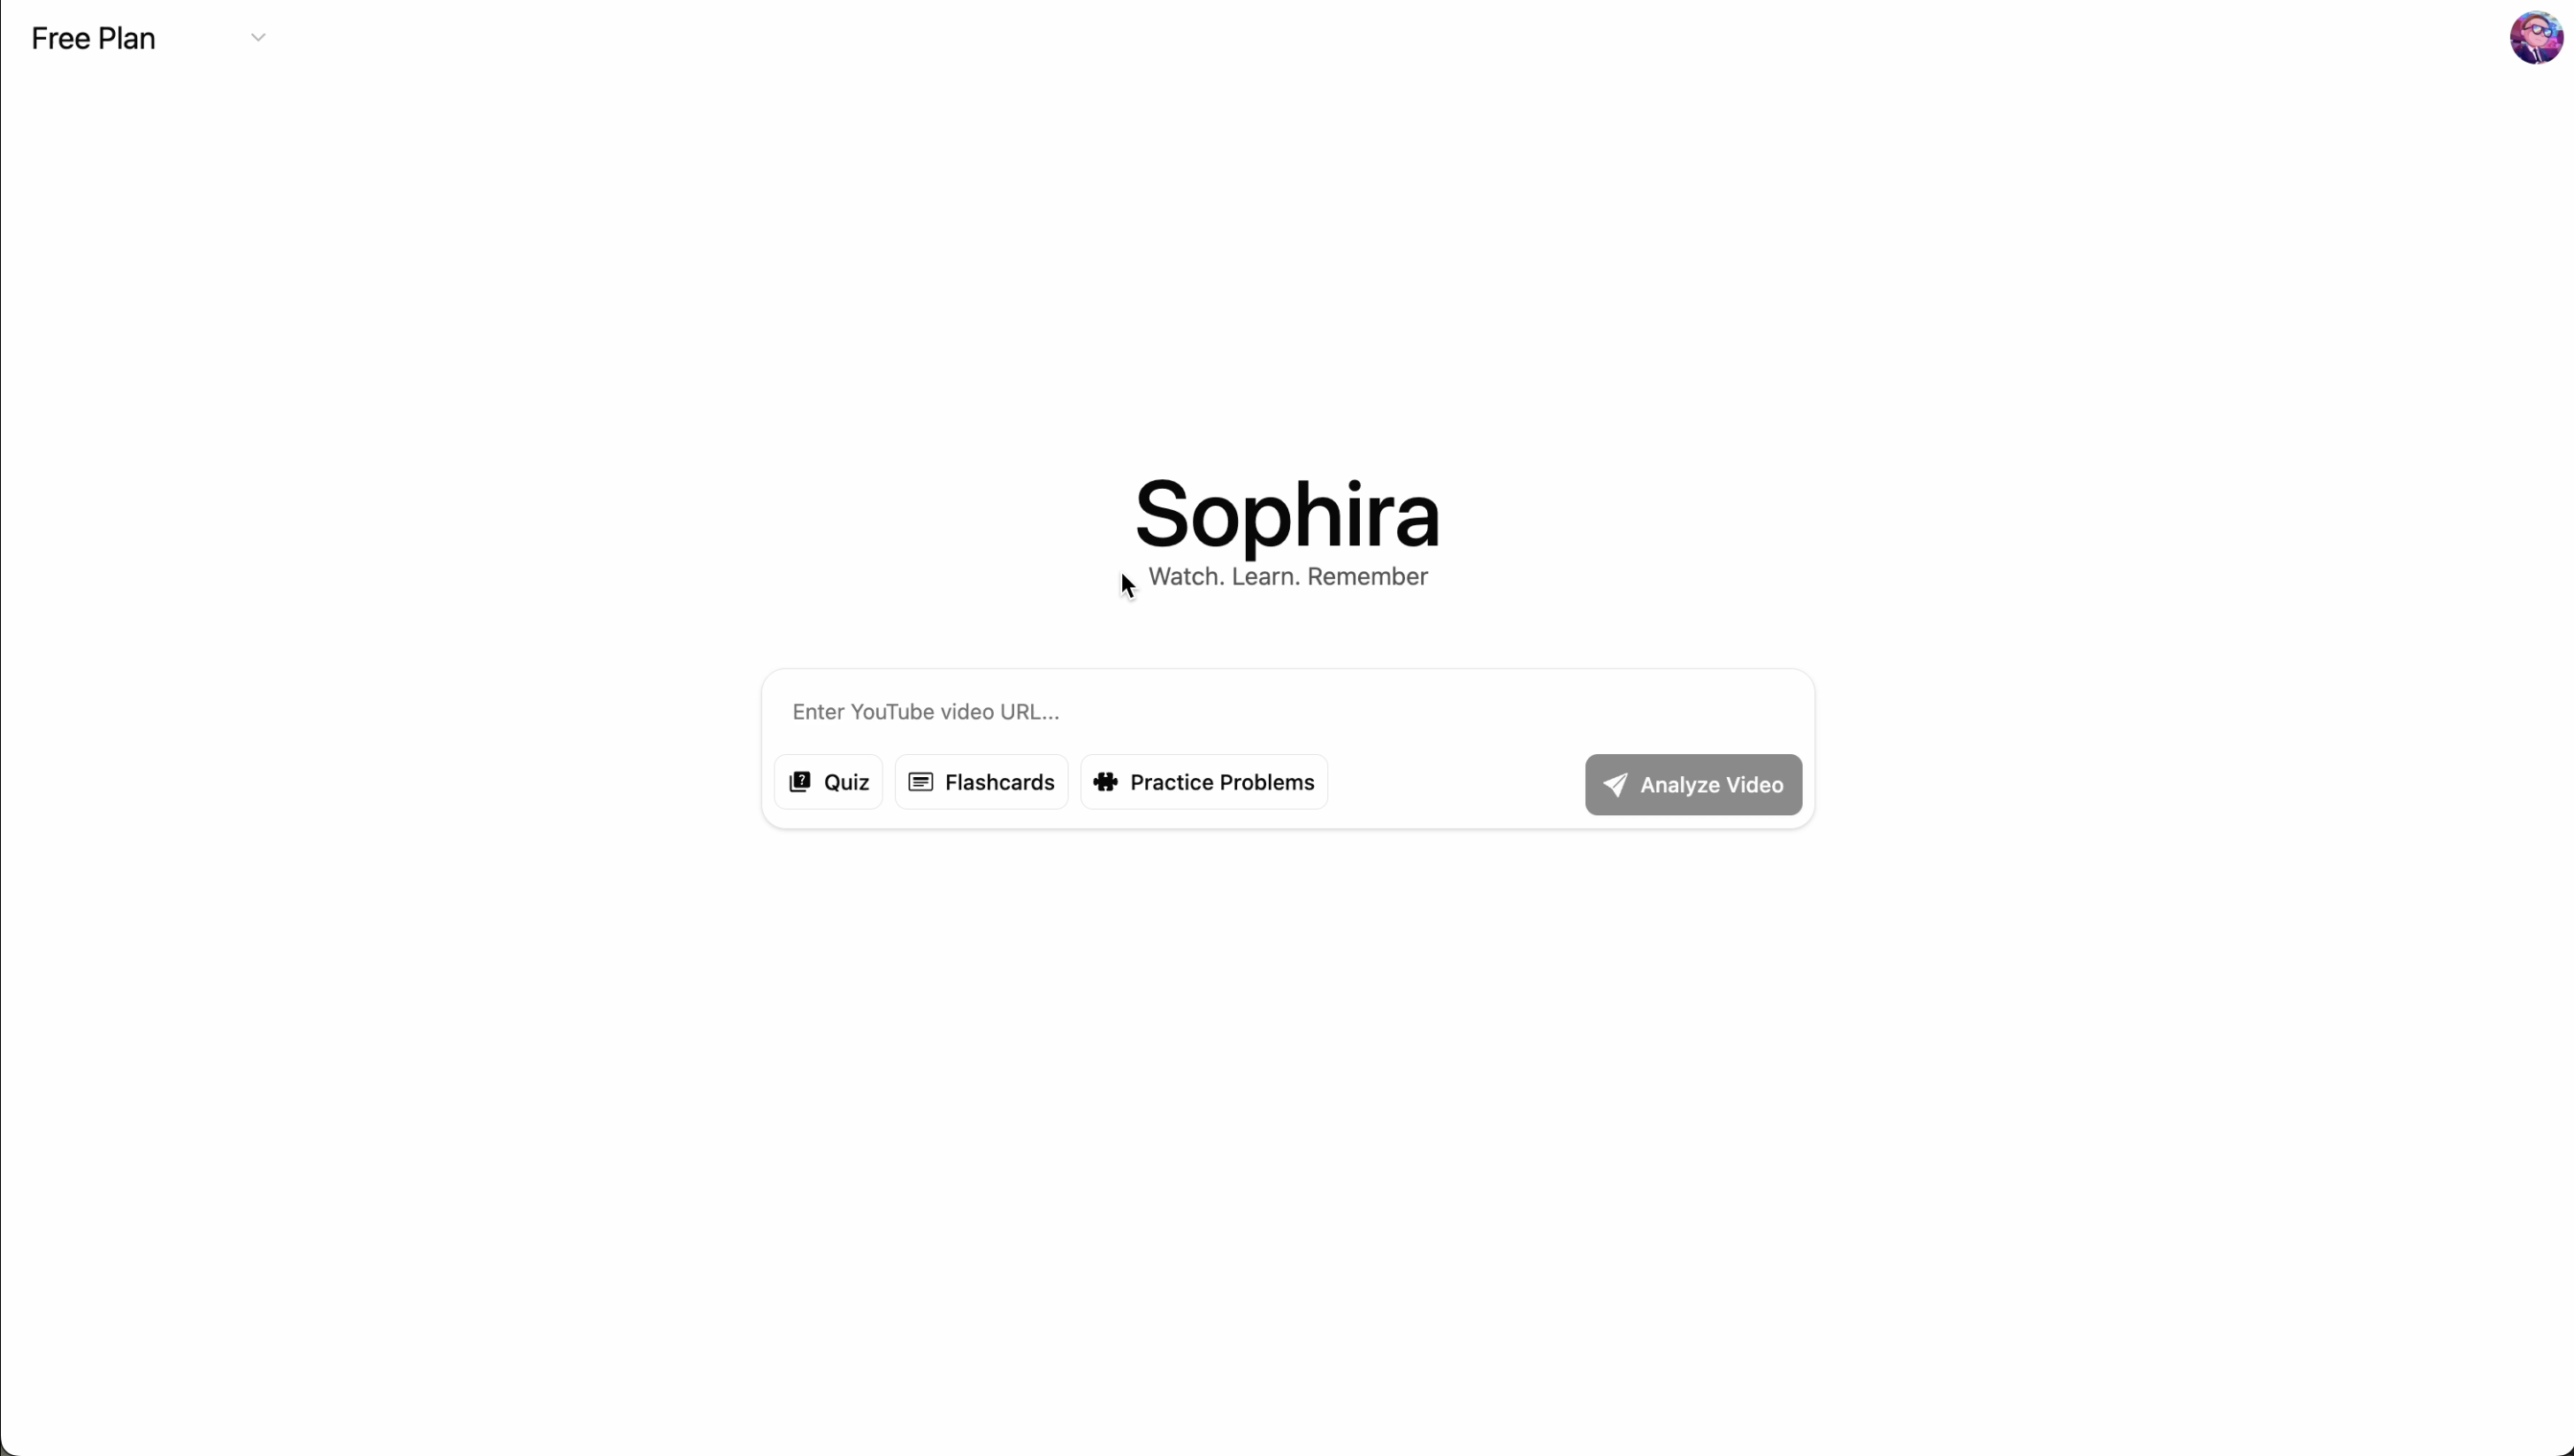 Free Plan
Sophira
Watch. Learn. Remember
Enter YouTube video URL...
Quiz
Flashcards
Practice Problems
Analyze Video